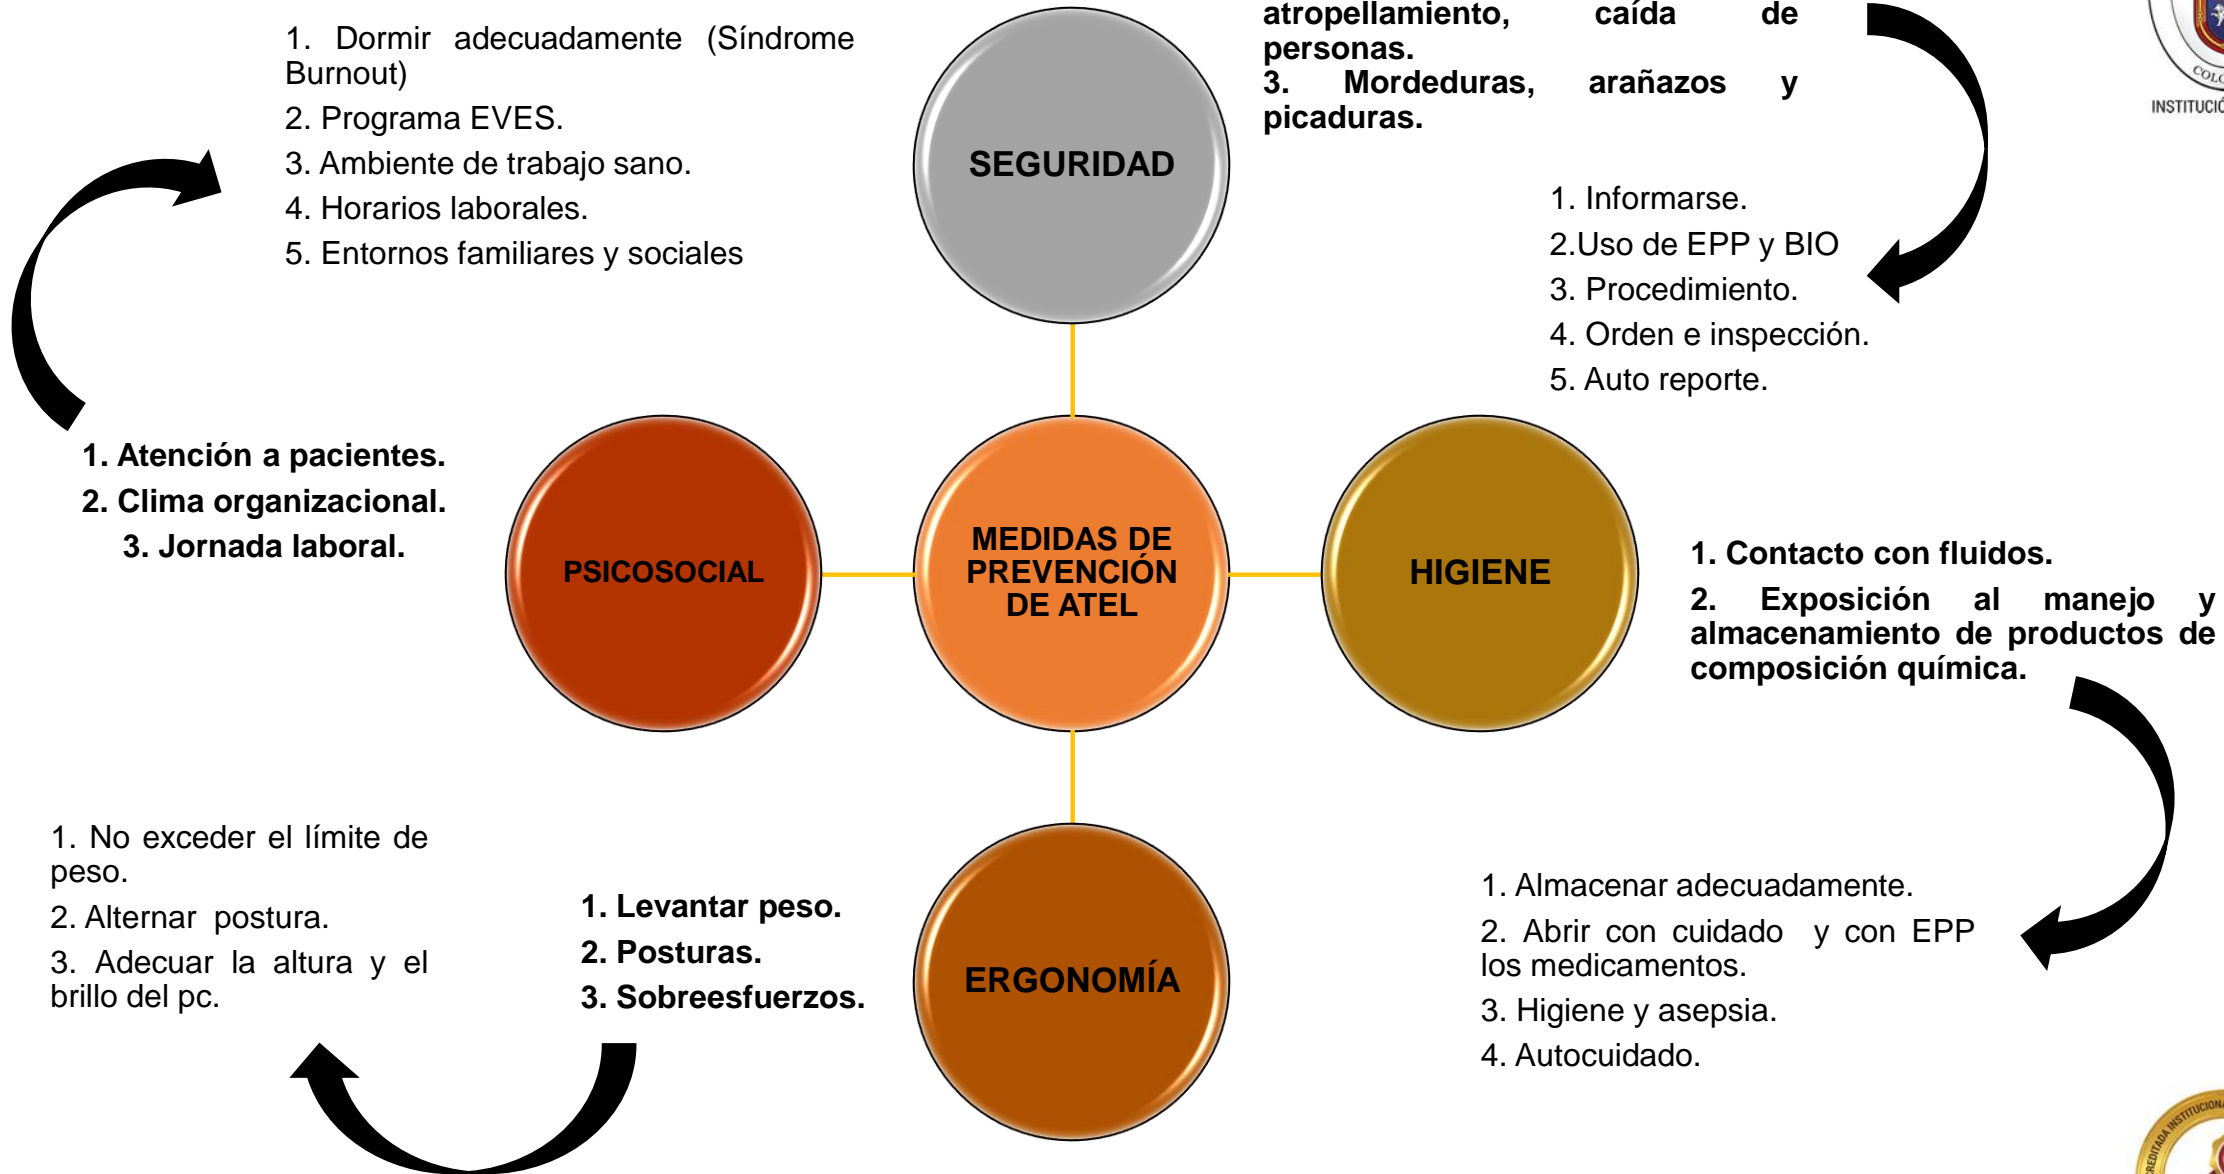 1. Dormir adecuadamente (Síndrome
Burnout)
2. Programa EVES.
3. Ambiente de trabajo sano.
4. Horarios laborales.
5. Entornos familiares y sociales
SEGURIDAD
atropellamiento, caída de
personas.
3. Mordeduras, arañazos y
picaduras.
1. Informarse.
2.Uso de EPP y BIO
3. Procedimiento.
4. Orden e inspección.
5. Auto reporte.
1. Atención a pacientes.
2. Clima organizacional.
3. Jornada laboral.
PSICOSOCIAL
MEDIDAS DE
PREVENCIÓN
DE ATEL
HIGIENE
1. Contacto con fluidos.
2. Exposición al manejo y
almacenamiento de productos de
composición química.
1. No exceder el límite de
peso.
2. Alternar postura.
3. Adecuar la altura y el
brillo del pc.
1. Levantar peso.
2. Posturas.
3. Sobreesfuerzos.
ERGONOMÍA
1. Almacenar adecuadamente.
2. Abrir con cuidado y con EPP
los medicamentos.
3. Higiene y asepsia.
4. Autocuidado.